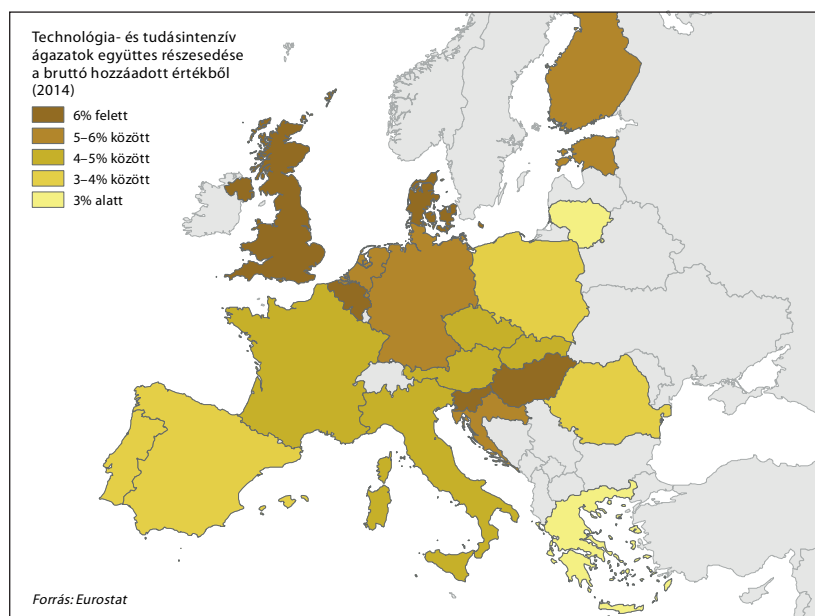 Technológia- és tudásintenzív
ágazatok együttes részesedése
a bruttó hozzáadott értékből
(2014)
6% felett
5–6% között
4–5% között
3–4% között
3% alatt
Forrás: Eurostat